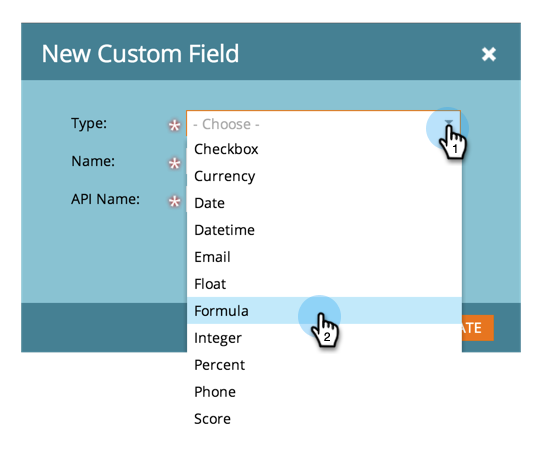 New Custom Field
Type: * - Choose -
1
Checkbox
Name: *
Currency
API Name: *
Date
Datetime
Email
Float
Formula
2
Integer
Percent
Phone
Score